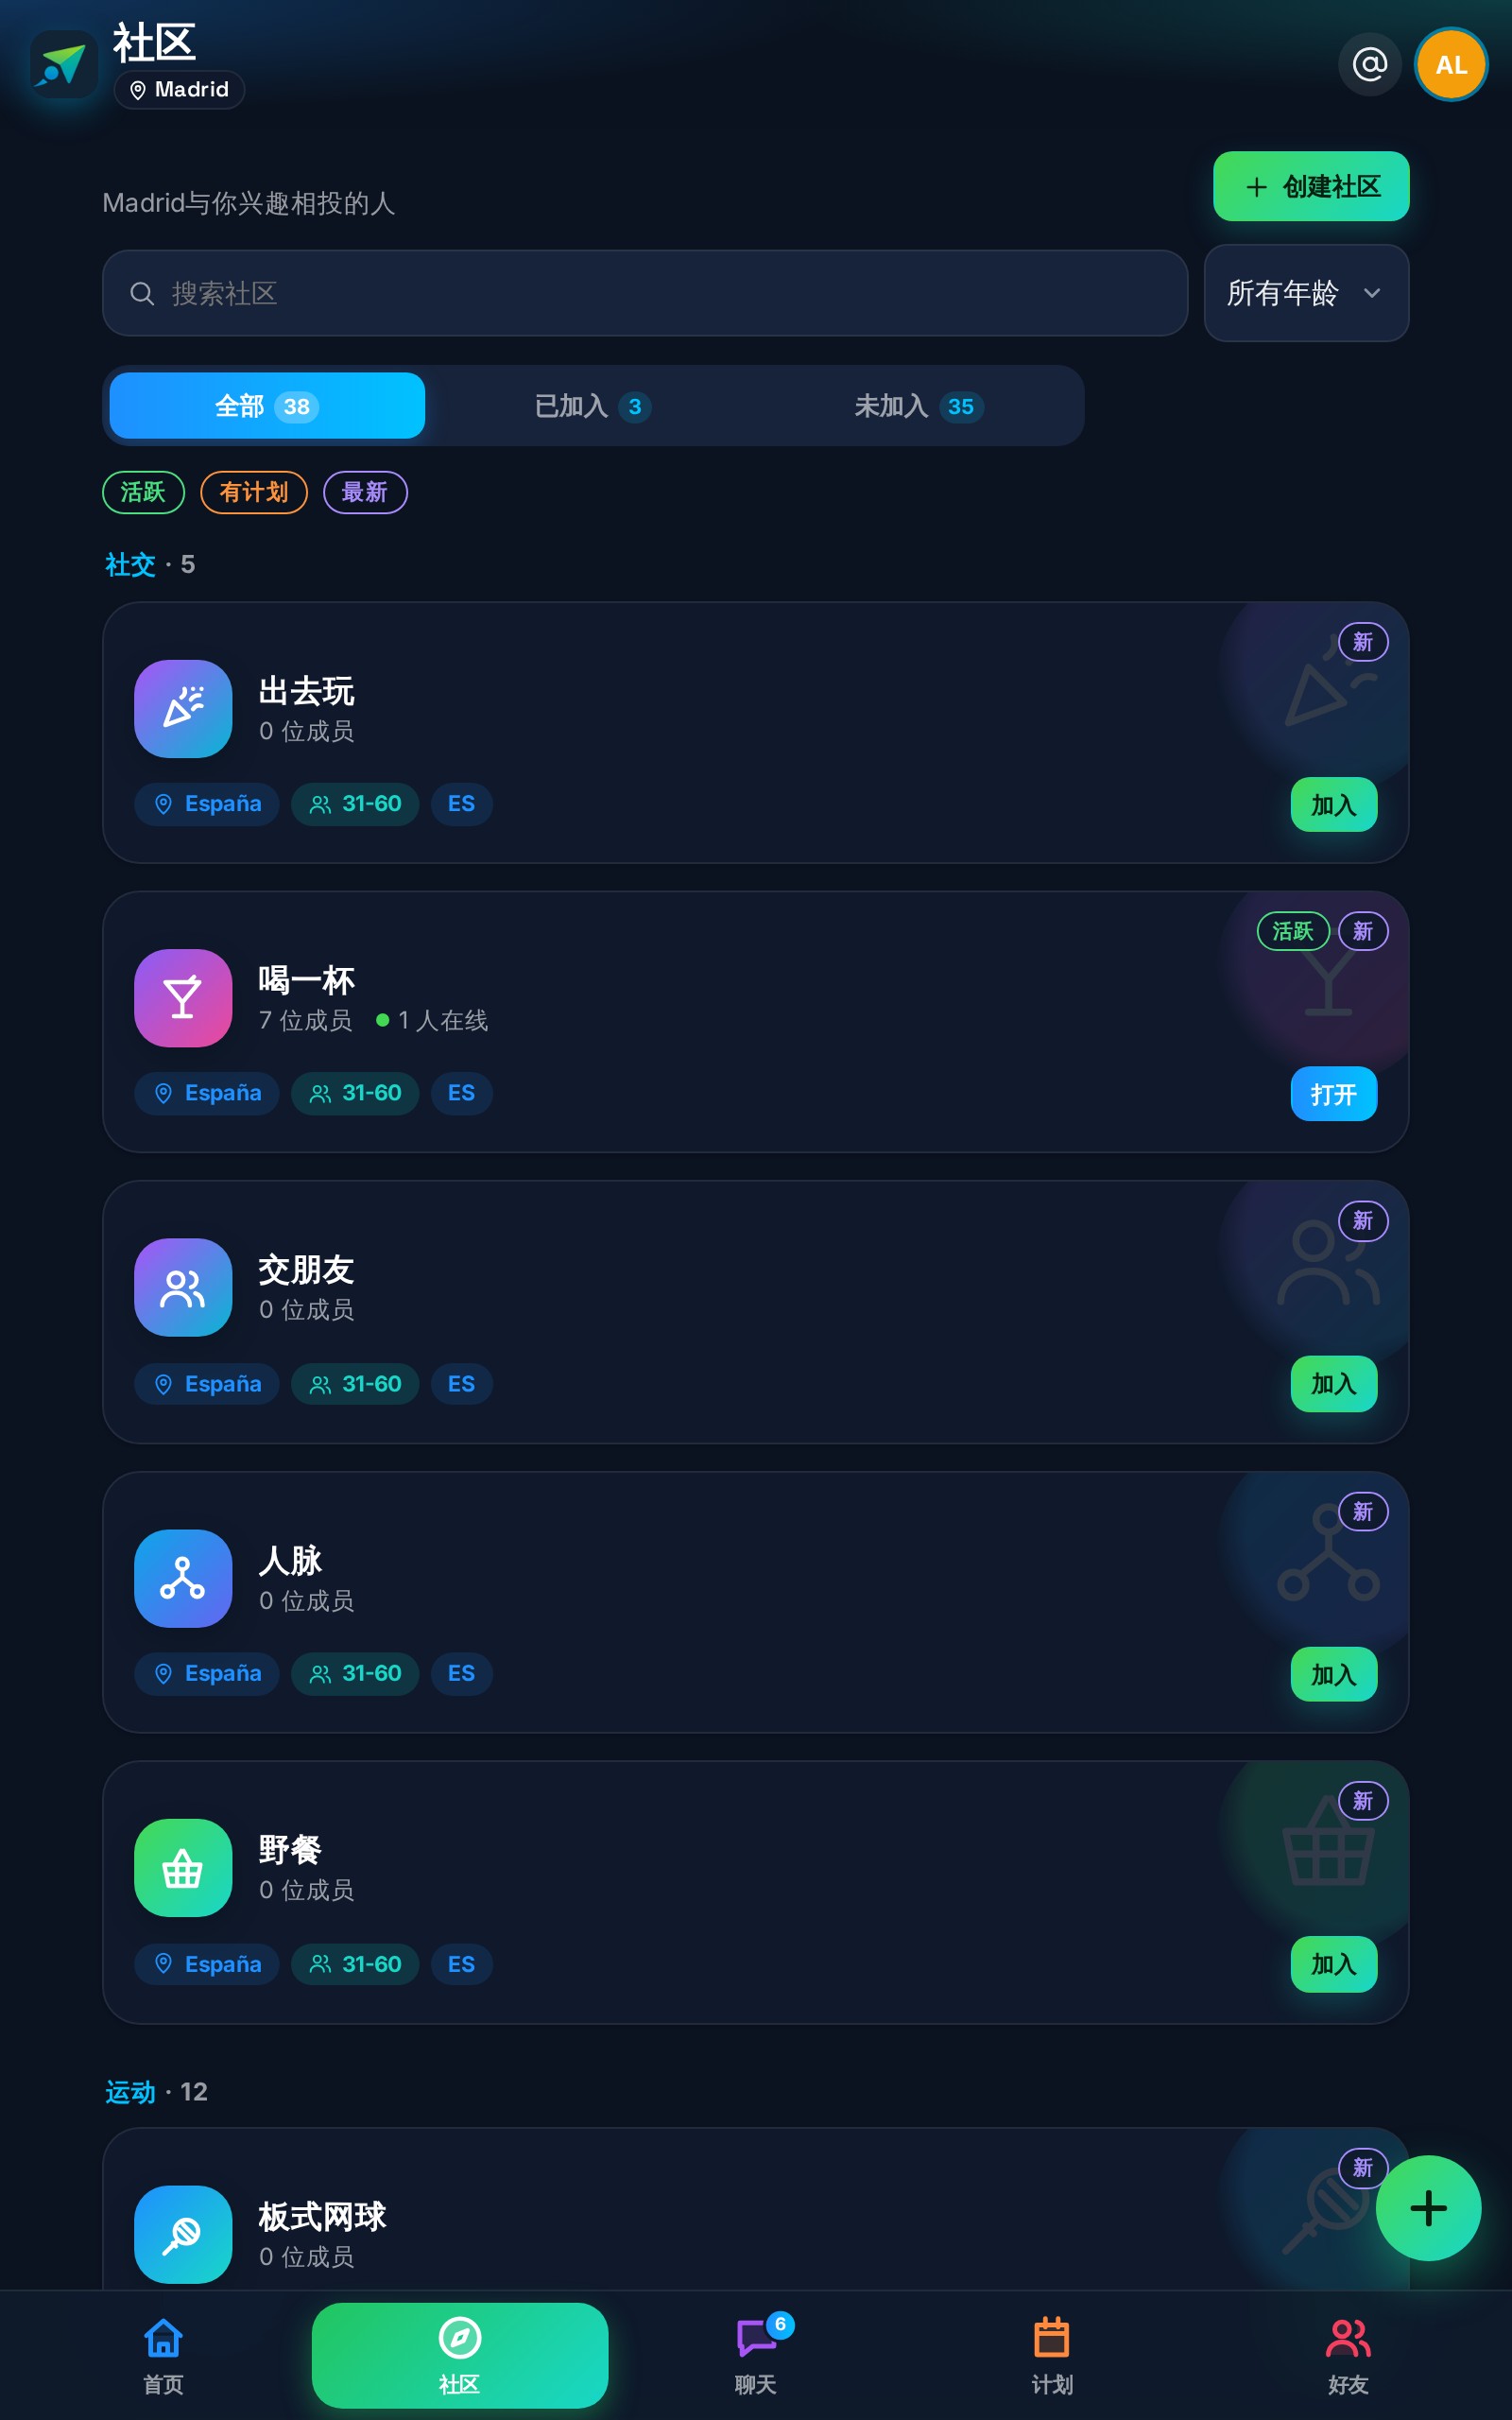 社区
Madrid
AL
Madrid与你兴趣相投的人
创建社区
搜索社区
所有年龄
全部 38
已加入 3
未加入 35
活跃
有计划
最新
社交 · 5
新
出去玩
0 位成员
España
31-60
ES
加入
活跃
新
喝一杯
7 位成员
1 人在线
España
31-60
ES
打开
新
交朋友
0 位成员
España
31-60
ES
加入
新
人脉
0 位成员
España
31-60
ES
加入
新
野餐
0 位成员
España
31-60
ES
加入
运动 · 12
新
板式网球
0 位成员
首页
社区
6
聊天
计划
好友